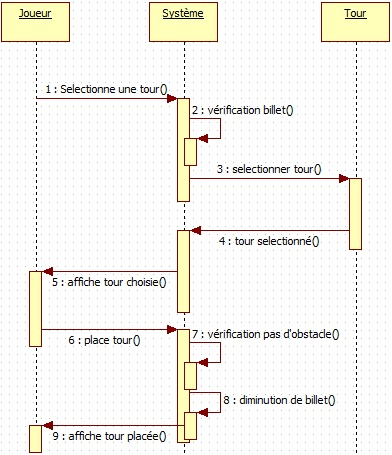 Joueur
Système
Tour
1 : Selectionne une tour()
2 : vérification billet()
3 : selectionner tour()
4 : tour selectionné()
5 : affiche tour choisie()
6 : place tour()
7 : vérification pas d'obstacle()
8 : diminution de billet()
9 : affiche tour placée()